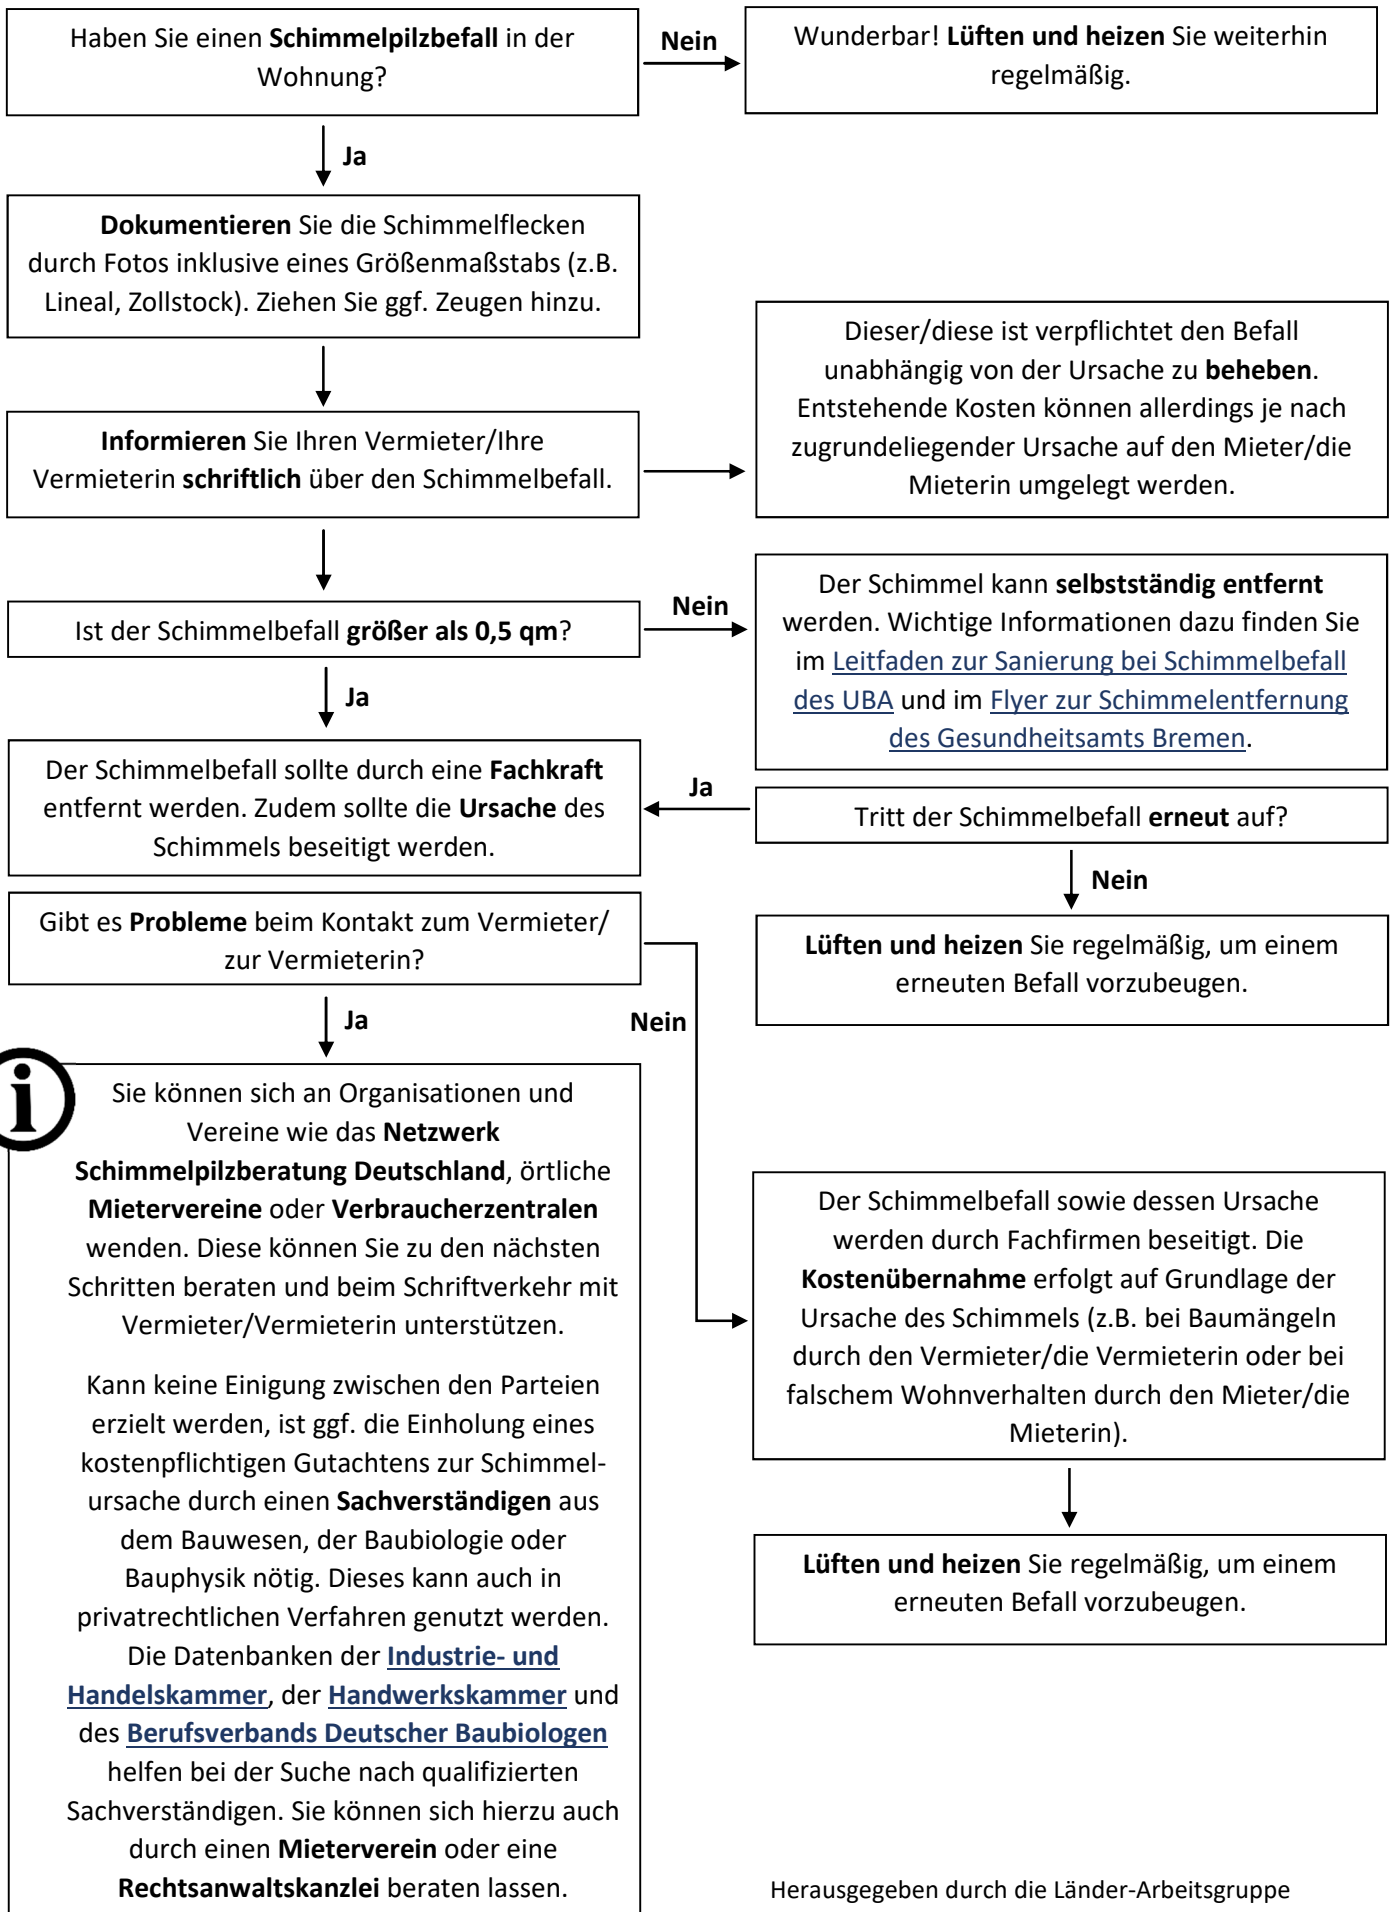 Haben Sie einen Schimmelpilzbefall in der
Wohnung?
Nein
Wunderbar! Lüften und heizen Sie weiterhin
regelmäßig.
Ja
Dokumentieren Sie die Schimmelflecken
durch Fotos inklusive eines Größenmaßstabs (z.B.
Lineal, Zollstock). Ziehen Sie ggf. Zeugen hinzu.
Informieren Sie Ihren Vermieter/Ihre
Vermieterin schriftlich über den Schimmelbefall.
Dieser/diese ist verpflichtet den Befall
unabhängig von der Ursache zu beheben.
Entstehende Kosten können allerdings je nach
zugrundeliegender Ursache auf den Mieter/die
Mieterin umgelegt werden.
Ist der Schimmelbefall größer als 0,5 qm?
Nein
Der Schimmel kann selbstständig entfernt
werden. Wichtige Informationen dazu finden Sie
im Leitfaden zur Sanierung bei Schimmelbefall
des UBA und im Flyer zur Schimmelentfernung
des Gesundheitsamts Bremen.
Ja
Der Schimmelbefall sollte durch eine Fachkraft
entfernt werden. Zudem sollte die Ursache des
Schimmels beseitigt werden.
Ja
Tritt der Schimmelbefall erneut auf?
Nein
Lüften und heizen Sie regelmäßig, um einem
erneuten Befall vorzubeugen.
Gibt es Probleme beim Kontakt zum Vermieter/
zur Vermieterin?
Ja
Nein
i
Sie können sich an Organisationen und
Vereine wie das Netzwerk
Schimmelpilzberatung Deutschland, örtliche
Mietervereine oder Verbraucherzentralen
wenden. Diese können Sie zu den nächsten
Schritten beraten und beim Schriftverkehr mit
Vermieter/Vermieterin unterstützen.
Kann keine Einigung zwischen den Parteien
erzielt werden, ist ggf. die Einholung eines
kostenpflichtigen Gutachtens zur Schimmel-
ursache durch einen Sachverständigen aus
dem Bauwesen, der Baubiologie oder
Bauphysik nötig. Dieses kann auch in
privatrechtlichen Verfahren genutzt werden.
Die Datenbanken der Industrie- und
Handelskammer, der Handwerkskammer und
des Berufsverbands Deutscher Baubiologen
helfen bei der Suche nach qualifizierten
Sachverständigen. Sie können sich hierzu auch
durch einen Mieterverein oder eine
Rechtsanwaltskanzlei beraten lassen.
Der Schimmelbefall sowie dessen Ursache
werden durch Fachfirmen beseitigt. Die
Kostenübernahme erfolgt auf Grundlage der
Ursache des Schimmels (z.B. bei Baumängeln
durch den Vermieter/die Vermieterin oder bei
falschem Wohnverhalten durch den Mieter/die
Mieterin).
Lüften und heizen Sie regelmäßig, um einem
erneuten Befall vorzubeugen.
Herausgegeben durch die Länder-Arbeitsgruppe